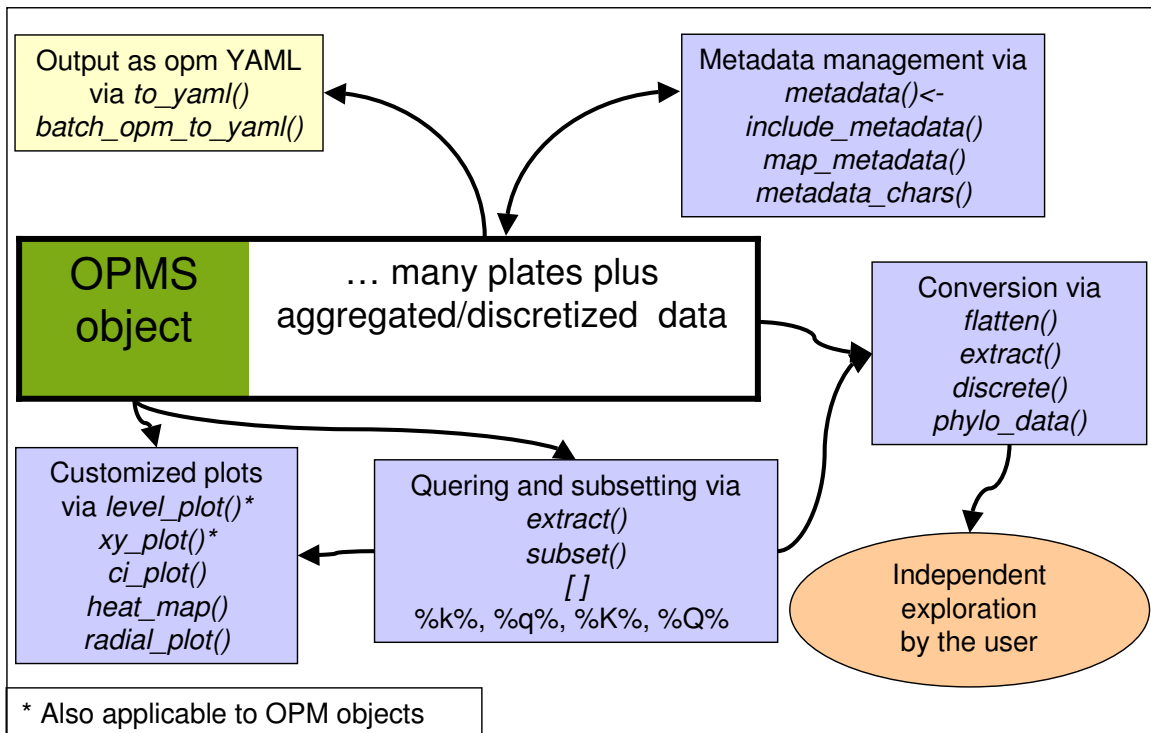 Output as opm YAML
via to_yaml()
batch_opm_to_yaml()
Metadata management via
metadata()<-
include_metadata()
map_metadata()
metadata_chars()
OPMS
object
… many plates plus
aggregated/discretized data
Conversion via
flatten()
extract()
discrete()
phylo_data()
Customized plots
via level_plot()*
xy_plot()*
ci_plot()
heat_map()
radial_plot()
Quering and subsetting via
extract()
subset()
[ ]
%k%, %q%, %K%, %Q%
Independent
exploration
by the user
* Also applicable to OPM objects